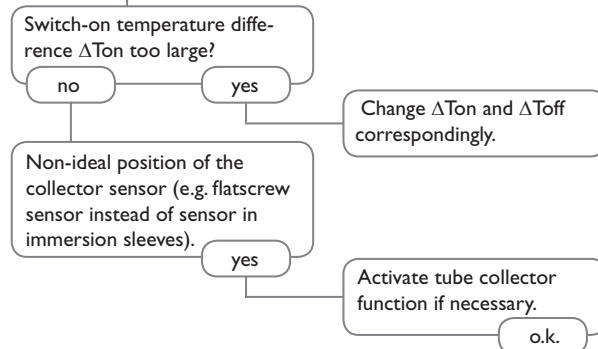 Switch-on temperature diffe-
rence ΔTon too large?
no
yes
Change ΔTon and ΔToff
correspondingly.
Non-ideal position of the
collector sensor (e.g. flatscrew
sensor instead of sensor in
immersion sleeves).
yes
Activate tube collector
function if necessary.
o.k.